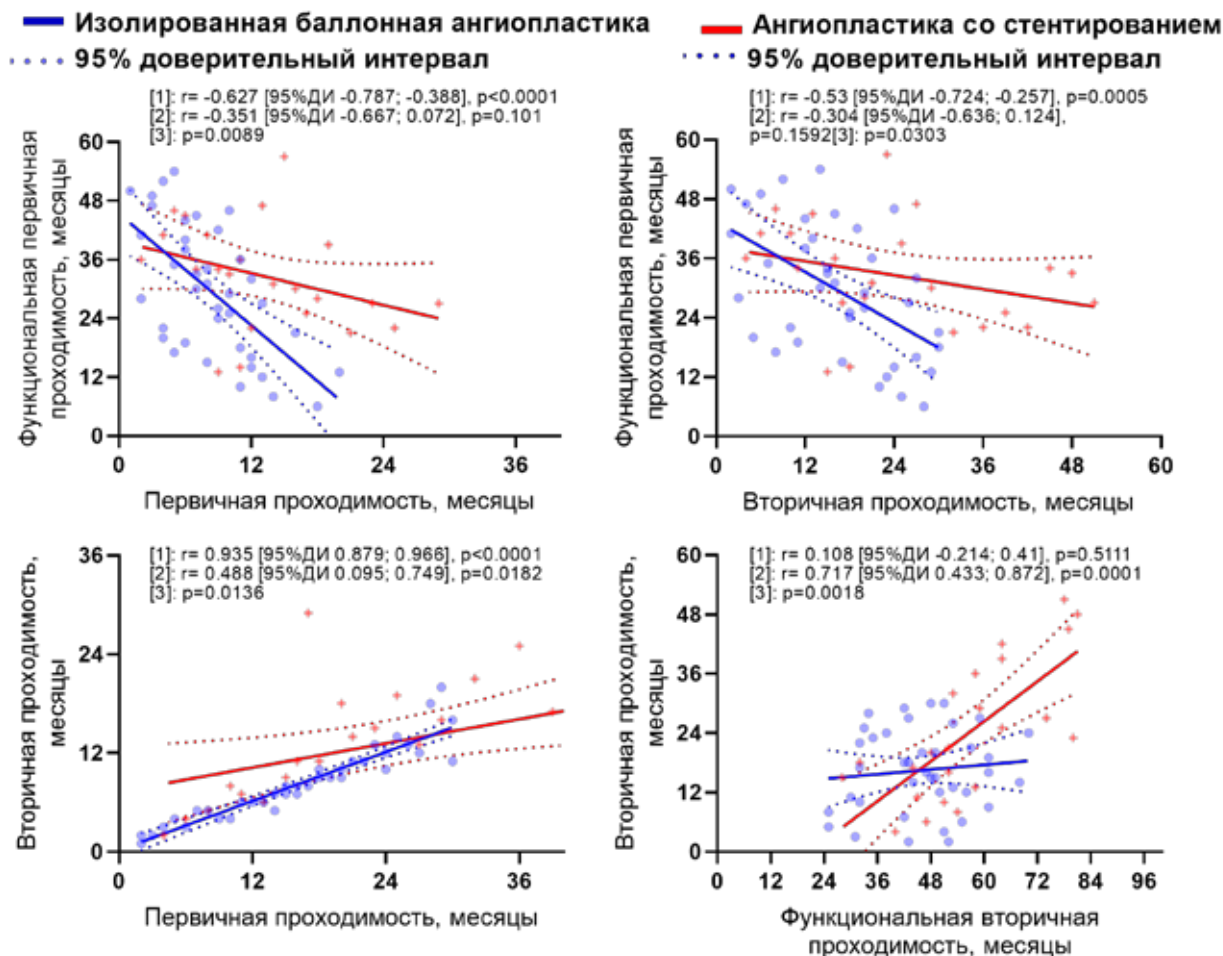 Изолированная баллонная ангиопластика
95% доверительный интервал
Ангиопластика со стентированием
95% доверительный интервал
[1]: r= -0.627 [95%ДИ -0.787; -0.388], p<0.0001
[2]: r= -0.351 [95%ДИ -0.667; 0.072], p=0.101
[3]: p=0.0089
Функциональная первичная
проходимость, месяцы
60
48
36
24
12
0
0 12 24 36
Первичная проходимость, месяцы
[1]: r= -0.53 [95%ДИ -0.724; -0.257], p=0.0005
[2]: r= -0.304 [95%ДИ -0.636; 0.124],
p=0.1592[3]: p=0.0303
Функциональная первичная
проходимость, месяцы
60
48
36
24
12
0
0 12 24 36 48 60
Вторичная проходимость, месяцы
[1]: r= 0.935 [95%ДИ 0.879; 0.966], p<0.0001
[2]: r= 0.488 [95%ДИ 0.095; 0.749], p=0.0182
[3]: p=0.0136
Вторичная проходимость,
месяцы
36
24
12
0
0 12 24 36
Первичная проходимость, месяцы
[1]: r= 0.108 [95%ДИ -0.214; 0.41], p=0.5111
[2]: r= 0.717 [95%ДИ 0.433; 0.872], p=0.0001
[3]: p=0.0018
Вторичная проходимость,
месяцы
60
48
36
24
12
0
0 12 24 36 48 60 72 84 96
Функциональная вторичная
проходимость, месяцы